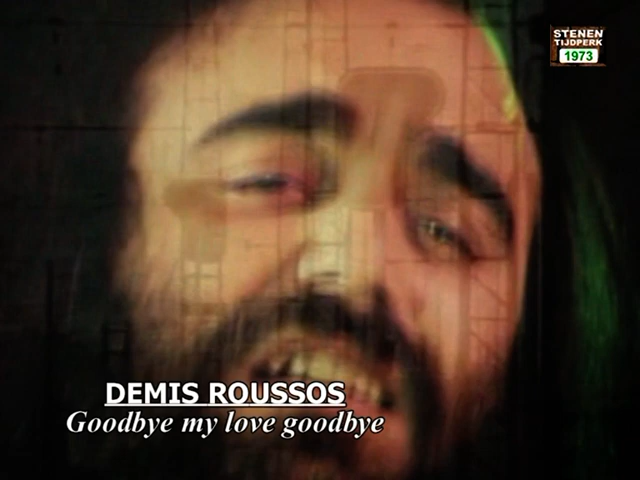 STENEN
TIJDPERK
1973
DEMIS ROUSSOS
Goodbye my love goodbye